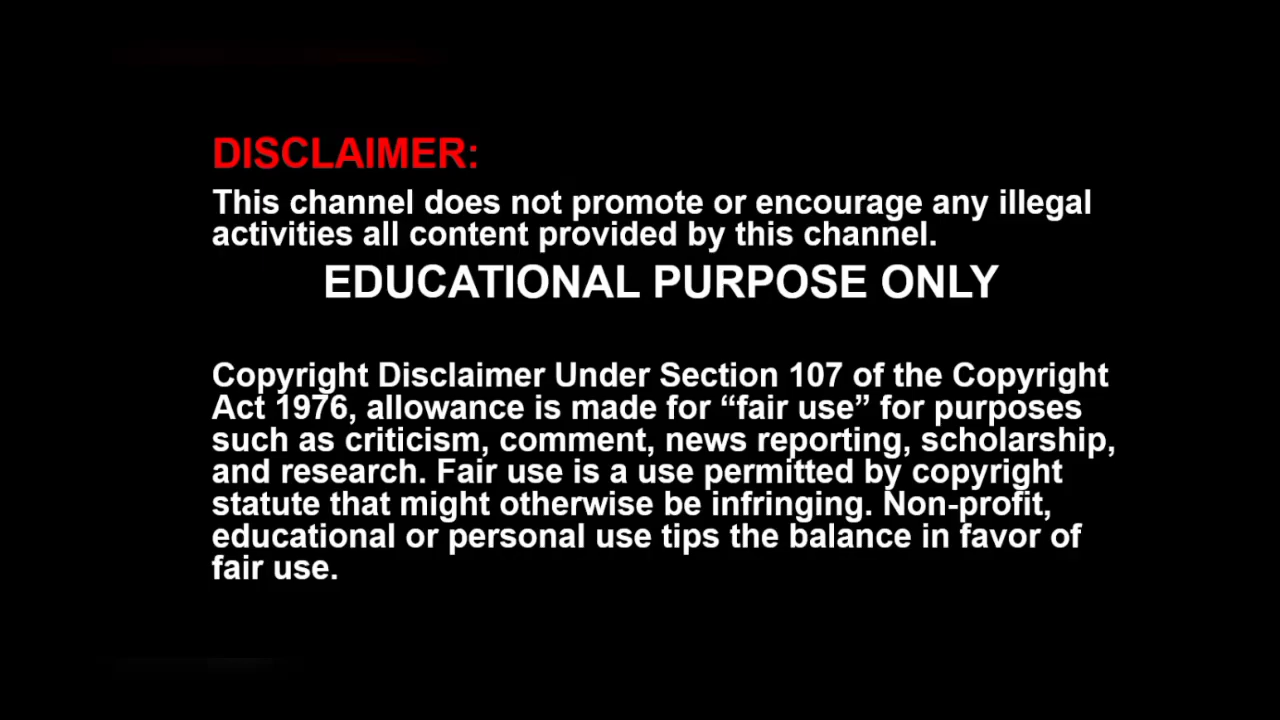 DISCLAIMER:
This channel does not promote or encourage any illegal
activities all content provided by this channel.
EDUCATIONAL PURPOSE ONLY
Copyright Disclaimer Under Section 107 of the Copyright
Act 1976, allowance is made for “fair use” for purposes
such as criticism, comment, news reporting, scholarship,
and research. Fair use is a use permitted by copyright
statute that might otherwise be infringing. Non-profit,
educational or personal use tips the balance in favor of
fair use.